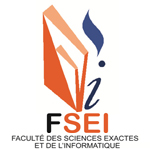 FSEI
FACULTÉ DES SCIENCES EXACTES
ET DE L'INFORMATIQUE